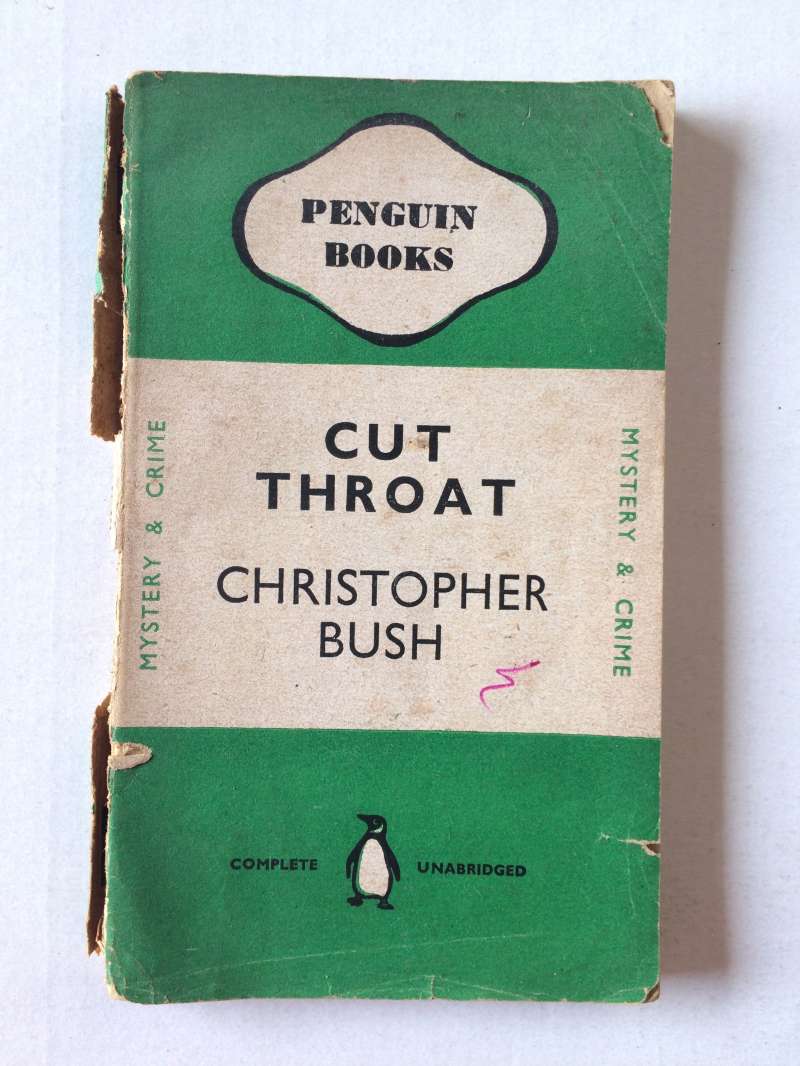 PENGUIN
BOOKS
CUT
THROAT
CHRISTOPHER
BUSH
MYSTERY & CRIME
MYSTERY & CRIME
COMPLETE UNABRIDGED